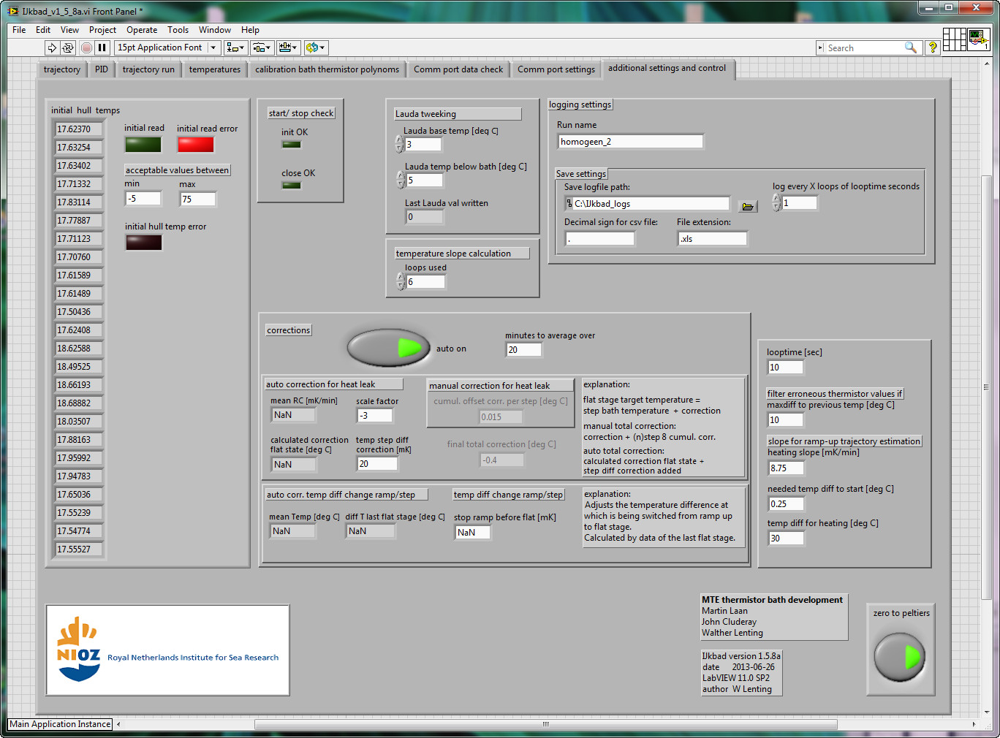 IJkbad_v1_5_8a.vi Front Panel *
File Edit View Project Operate Tools Window Help
15pt Application Font
Search
1
trajectory PID trajectory run temperatures calibration bath thermistor polynoms Comm port data check Comm port settings additional settings and control
initial hull temps
17.62370
17.63254
17.63402
17.71332
17.83114
17.77887
17.71123
17.70760
17.61589
17.61489
17.50436
17.62408
18.62588
18.49525
18.66193
18.68882
18.03507
17.88163
17.95992
17.94783
17.65036
17.55239
17.54774
17.55527
initial read initial read error
acceptable values between
min max
-5 75
initial hull temp error
start/ stop check
init OK
close OK
Lauda tweeking
Lauda base temp [deg C]
3
Lauda temp below bath [deg C]
5
Last Lauda val written
0
temperature slope calculation
loops used
6
logging settings
Run name
homogeen_2
Save settings
Save logfile path:
C:\IJkbad_logs
log every X loops of looptime seconds
1
Decimal sign for csv file: File extension:
. .xls
corrections
auto on
minutes to average over
20
auto correction for heat leak
mean RC [mK/min] scale factor
NaN -3
calculated correction
flat state [deg C]
NaN
temp step diff
correction [mK]
20
manual correction for heat leak
cumul. offset corr. per step [deg C]
0.015
final total correction [deg C]
-0.4
explanation:
flat stage target temperature =
step bath temperature + correction
manual total correction:
correction + (n)step 8 cumul. corr.
auto total correction:
calculated correction flat state +
step diff correction added
auto corr. temp diff change ramp/step
mean Temp [deg C] diff T last flat stage [deg C]
NaN NaN
temp diff change ramp/step
stop ramp before flat [mK]
NaN
explanation:
Adjusts the temperature difference at
which is being switched from ramp up
to flat stage.
Calculated by data of the last flat stage.
looptime [sec]
10
filter erroneous thermistor values if
maxdiff to previous temp [deg C]
10
slope for ramp-up trajectory estimation
heating slope [mK/min]
8.75
needed temp diff to start [deg C]
0.25
temp diff for heating [deg C]
30
NIOZ
Royal Netherlands Institute for Sea Research
MTE thermistor bath development
Martin Laan
John Cluderay
Walther Lenting
IJkbad version 1.5.8a
date 2013-06-26
LabVIEW 11.0 SP2
author W Lenting
zero to peltiers
Main Application Instance